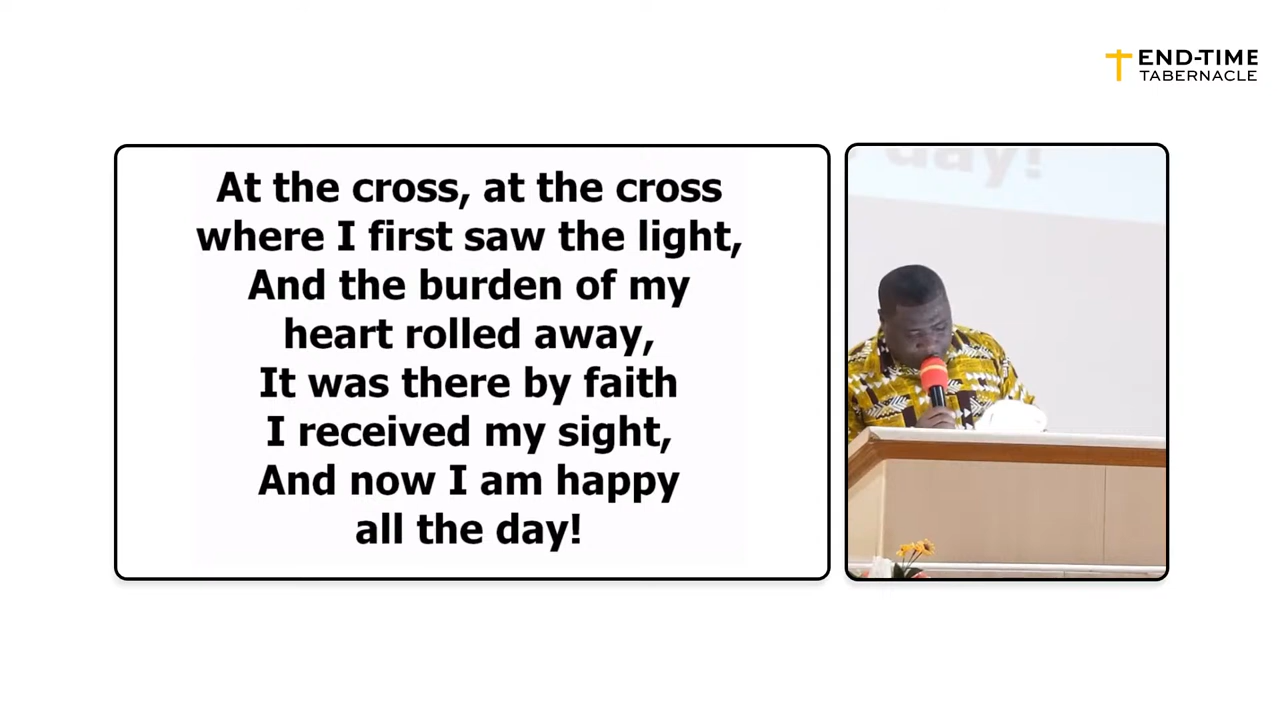 END-TIME
TABERNACLE
At the cross, at the cross
where I first saw the light,
And the burden of my
heart rolled away,
It was there by faith
I received my sight,
And now I am happy
all the day!
day!